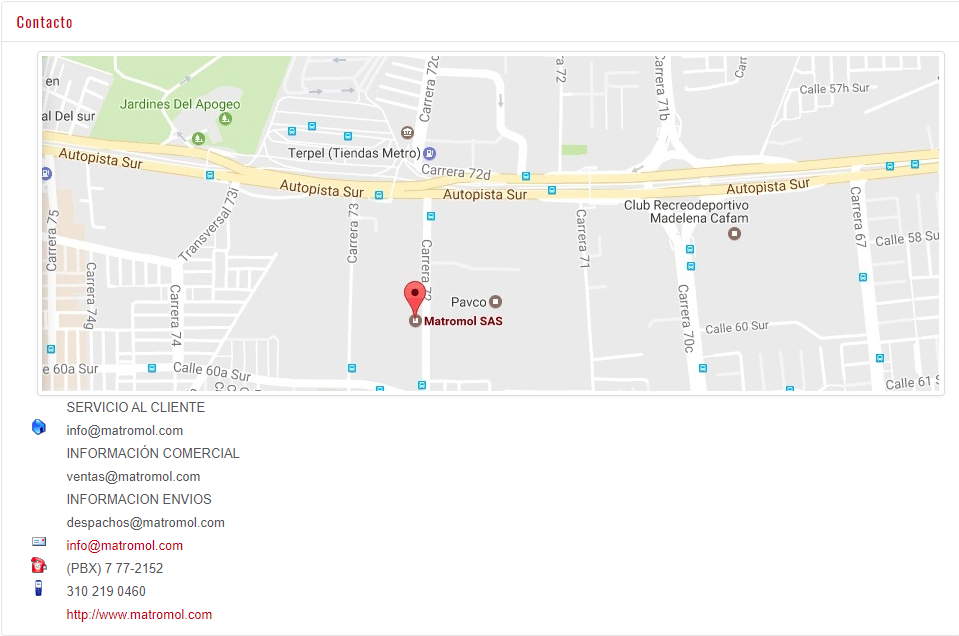 Contacto
Carrera 72c
a 72
Carrera 71b
Carr
en
Calle 57h Sur
Jardines Del Apogeo
al Del sur
Terpel (Tiendas Metro)
Autopista Sur
Carrera 72d
Autopista Sur
Autopista Sur
Autopista Sur
Transversal 73i
Club Recreodeportivo
Madelena Cafam
Carrera 75
Carrera 73
Carrera 72
Carrera 71
Carrera 67
Calle 58 Su
Carrera 74g
Carrera 74
Pavco
Matromol SAS
Carrera 70c
Calle 60 Sur
e 60a Sur
Calle 60a Sur
Calle 61 S
SERVICIO AL CLIENTE
info@matromol.com
INFORMACIÓN COMERCIAL
ventas@matromol.com
INFORMACION ENVIOS
despachos@matromol.com
info@matromol.com
(PBX) 7 77-2152
310 219 0460
http://www.matromol.com